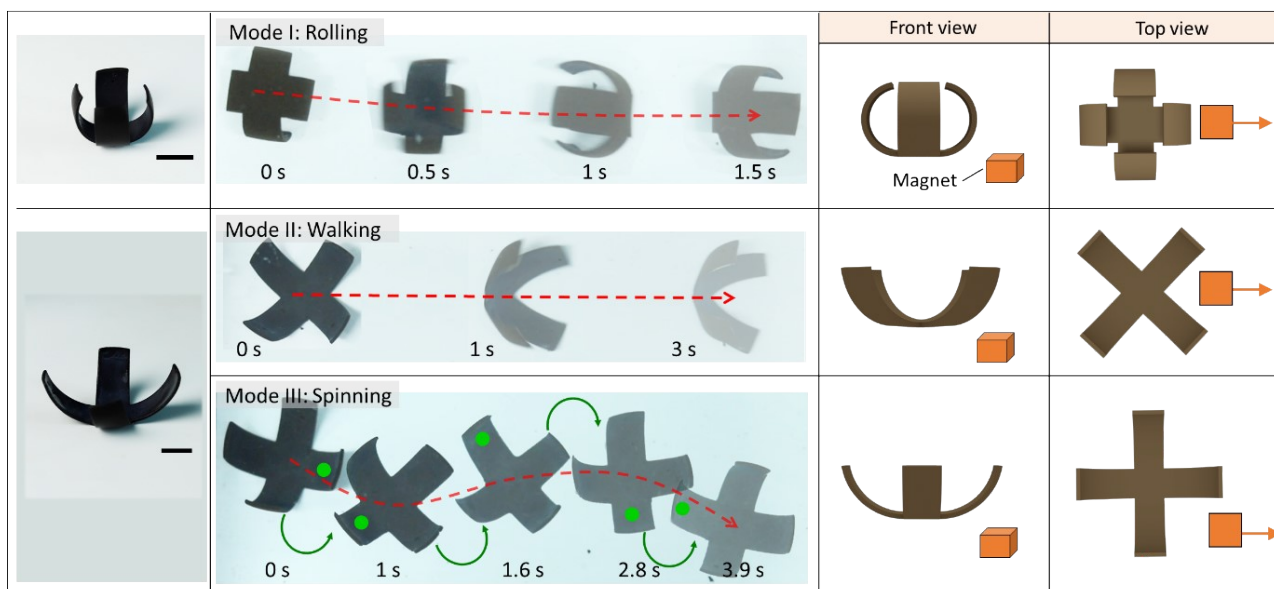 Mode I: Rolling
0 s
0.5 s
1 s
1.5 s
Front view
Top view
Magnet
Mode II: Walking
0 s
1 s
3 s
Mode III: Spinning
0 s
1 s
1.6 s
2.8 s
3.9 s